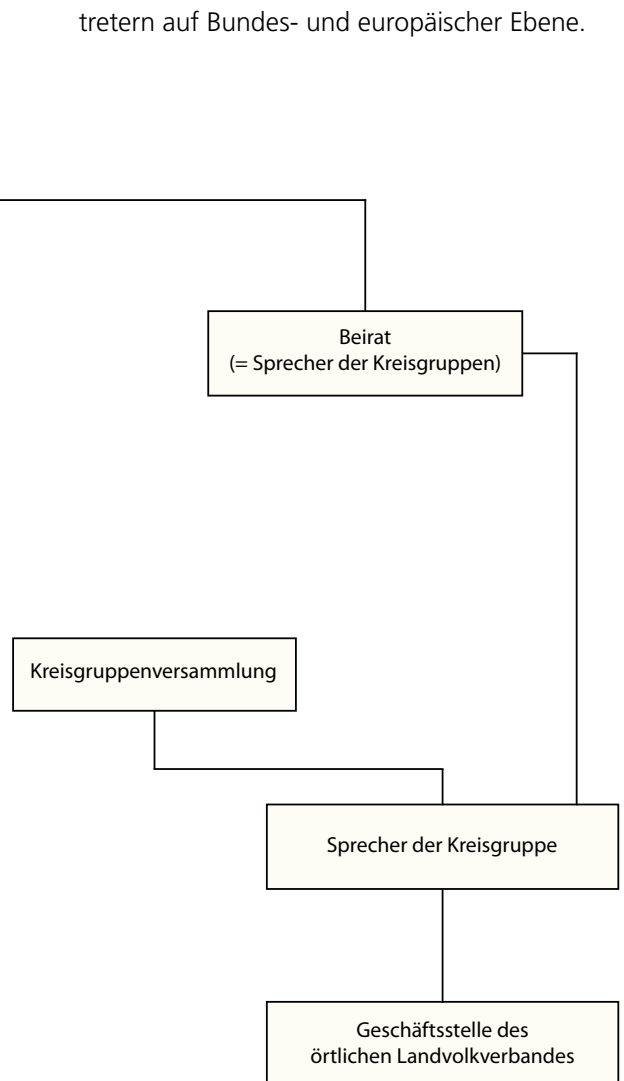 tretern auf Bundes- und europäischer Ebene.
Beirat
(= Sprecher der Kreisgruppen)
Kreisgruppenversammlung
Sprecher der Kreisgruppe
Geschäftsstelle des
örtlichen Landvolkverbandes